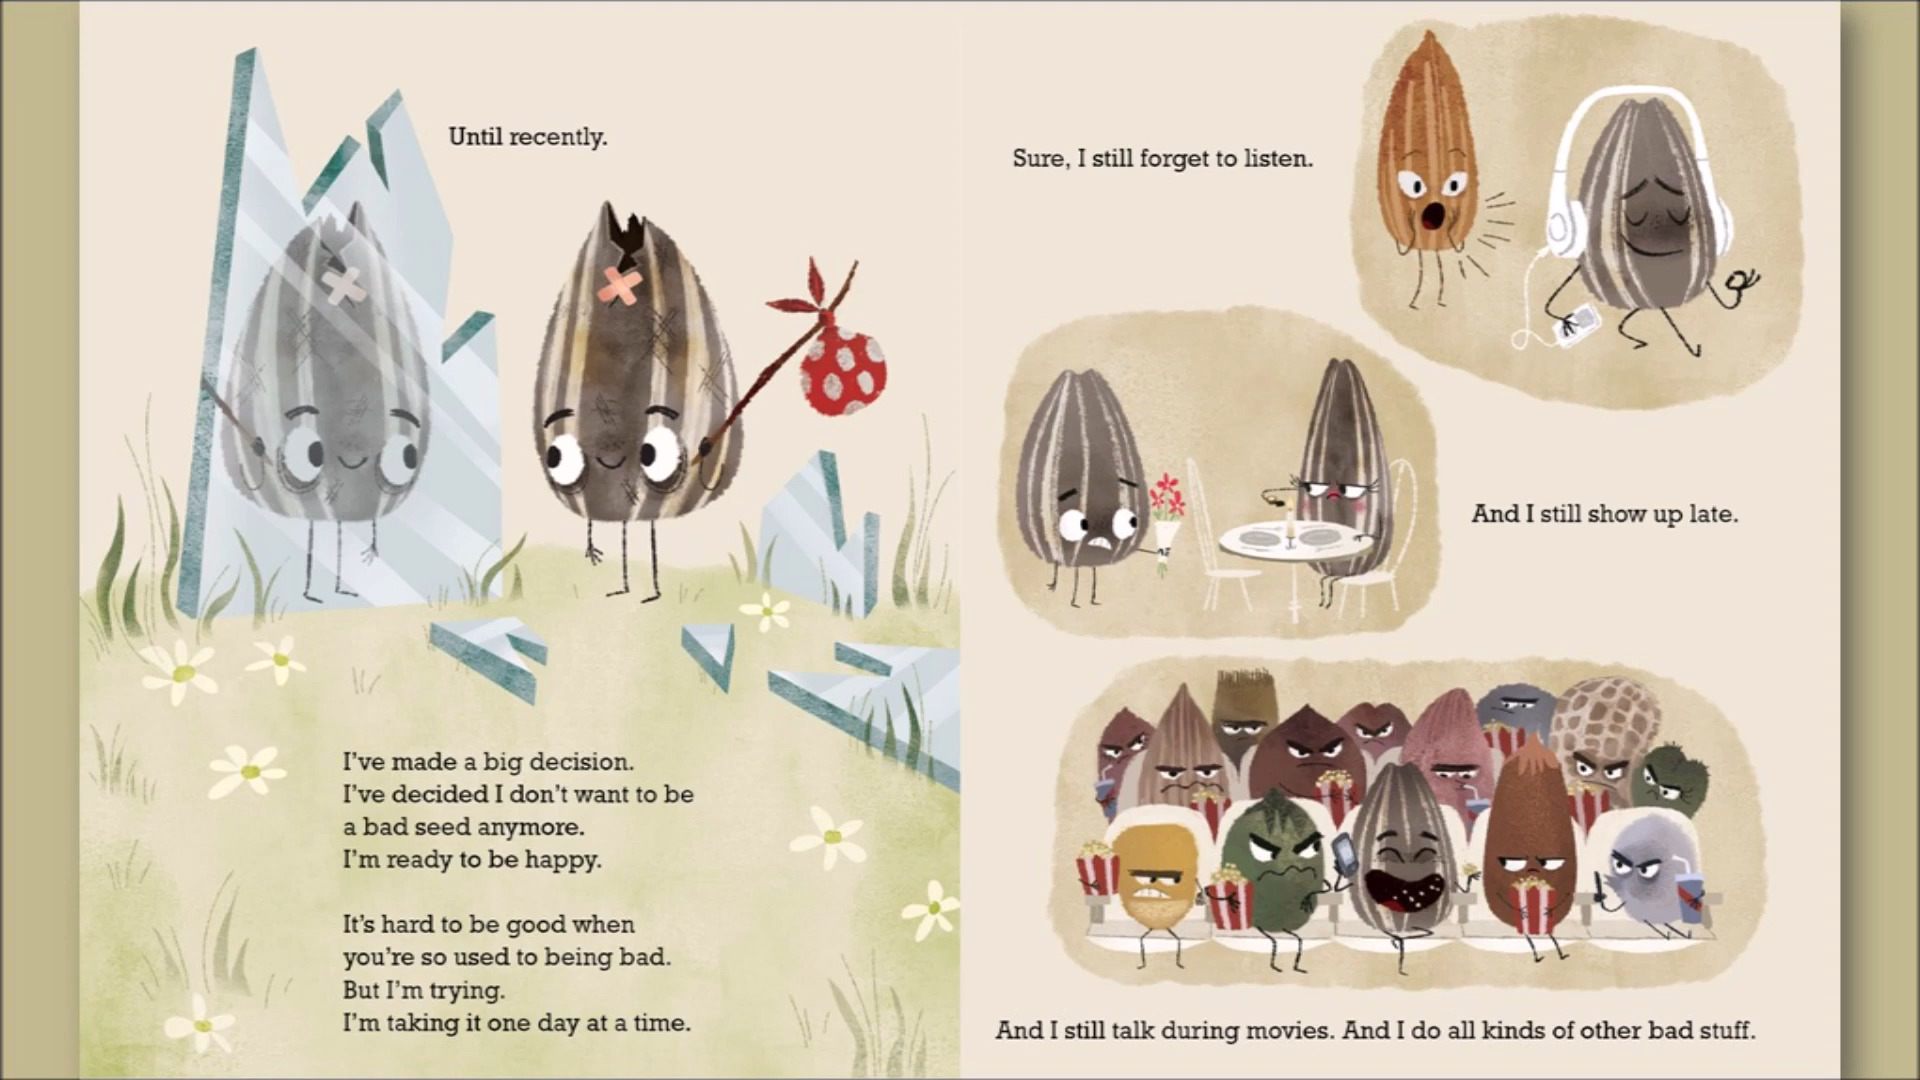 Until recently.
I've made a big decision.
I've decided I don't want to be
a bad seed anymore.
I'm ready to be happy.
It's hard to be good when
you're so used to being bad.
But I'm trying.
I'm taking it one day at a time.
Sure, I still forget to listen.
And I still show up late.
And I still talk during movies. And I do all kinds of other bad stuff.